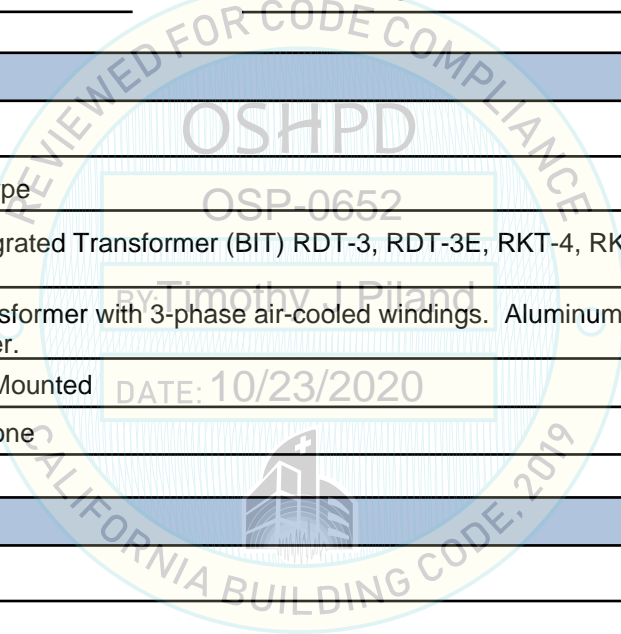 REVIEWED FOR CODE COMPLIANCE
OSHPD
OSP-0652
grated Transformer (BIT) RDT-3, RDT-3E, RKT-4, RK
BY: Timothy J Piland
sformer with 3-phase air-cooled windings. Aluminum
er.
Mounted
DATE: 10/23/2020
one
CALIFORNIA BUILDING CODE, 2019